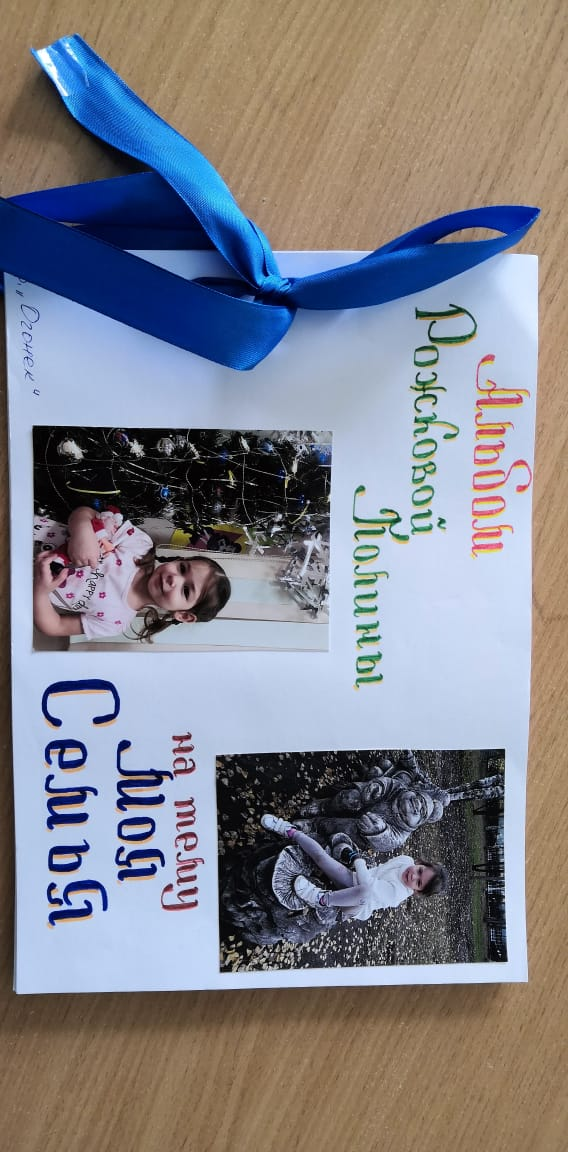 Альбом
Рожковой
Полины
на тему
Моя
Семья
"Огонек"